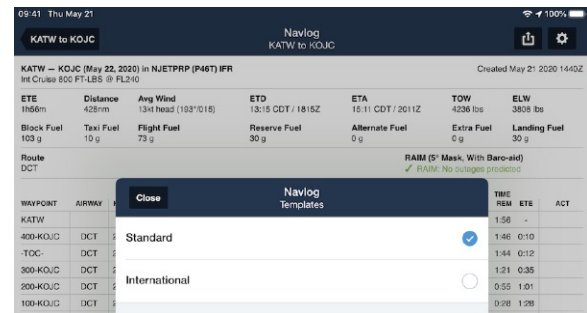 09:41 Thu May 21
100%
KATW to KOJC
Navlog
KATW to KOJC
KATW — KOJC (May 22, 2020) in NJETPRP (P46T) IFR
Created May 21 2020 1440Z
Int Cruise 800 FT-LBS @ FL240
ETE Distance Avg Wind ETD ETA TOW ELW
1h56m 428nm 13kt head (193°/015) 13:15 CDT / 1815Z 15:11 CDT / 2012Z 4236 lbs 3808 lbs
Block Fuel Taxi Fuel Flight Fuel Reserve Fuel Alternate Fuel Extra Fuel Landing Fuel
103 g 10 g 73 g 30 g 0 g 0 g 30 g
Route RAIM (5° Mask, With Baro-aid)
DCT ✓ RAIM: No outages predicted
Close
Navlog
Templates
WAYPOINT AIRWAY TIME REM ETE ACT
KATW 1:56 -
400-KOJC DCT 2 Standard 1:46 0:10
-TOC- DCT 2 1:44 0:12
300-KOJC DCT 2 International 1:21 0:35
200-KOJC DCT 2 0:55 1:01
100-KOJC DCT 2 0:28 1:28